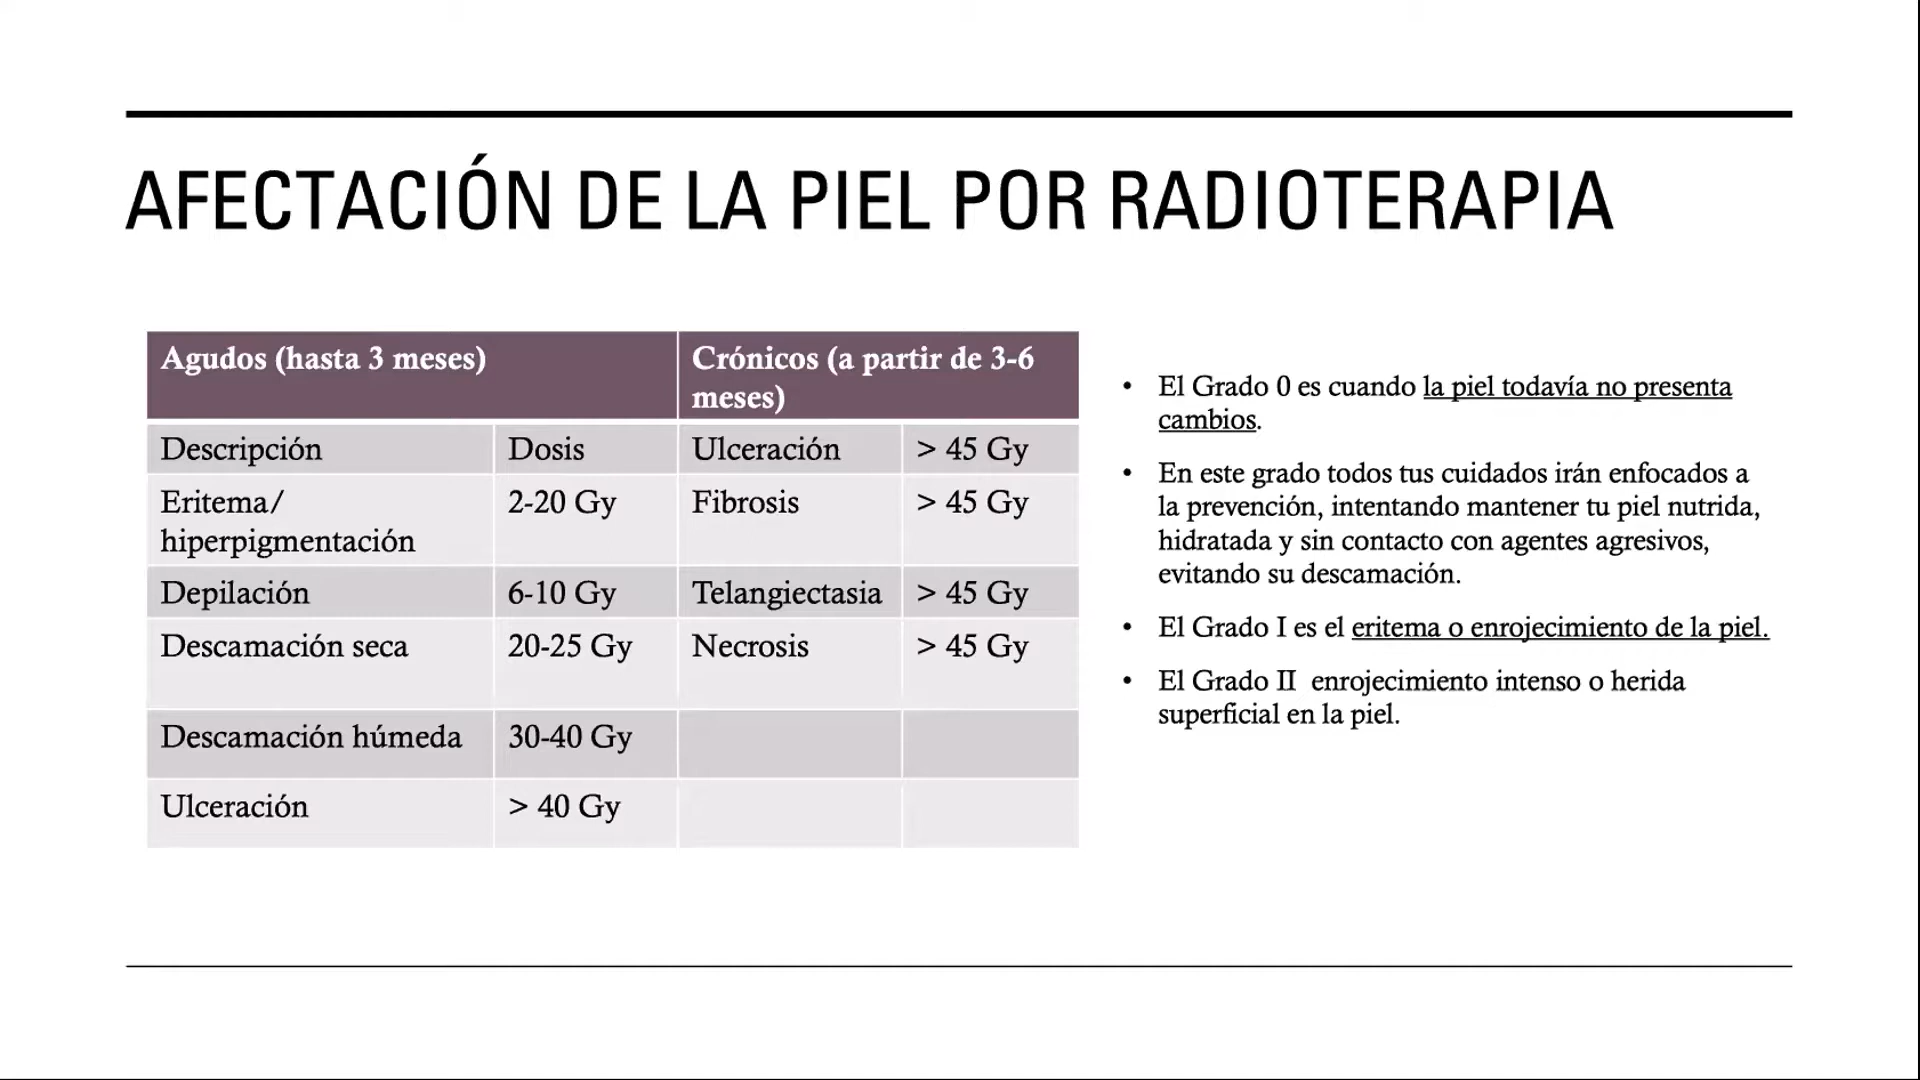 AFECTACIÓN DE LA PIEL POR RADIOTERAPIA
Agudos (hasta 3 meses)
Crónicos (a partir de 3-6
meses)
Descripción
Dosis
Ulceración
> 45 Gy
Eritema/
hiperpigmentación
2-20 Gy
Fibrosis
> 45 Gy
Depilación
6-10 Gy
Telangiectasia
> 45 Gy
Descamación seca
20-25 Gy
Necrosis
> 45 Gy
Descamación húmeda
30-40 Gy
Ulceración
> 40 Gy
• El Grado 0 es cuando la piel todavía no presenta
cambios.
• En este grado todos tus cuidados irán enfocados a
la prevención, intentando mantener tu piel nutrida,
hidratada y sin contacto con agentes agresivos,
evitando su descamación.
• El Grado I es el eritema o enrojecimiento de la piel.
• El Grado II enrojecimiento intenso o herida
superficial en la piel.